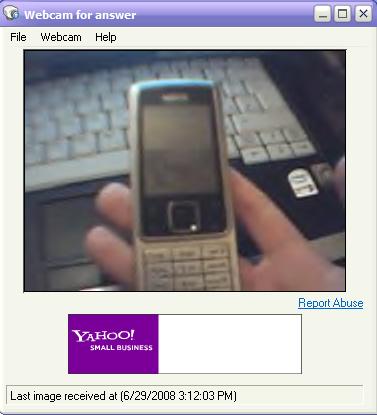 Webcam for answer
File Webcam Help
NOKIA
Report Abuse
YAHOO!
SMALL BUSINESS
Last image received at (6/29/2008 3:12:03 PM)